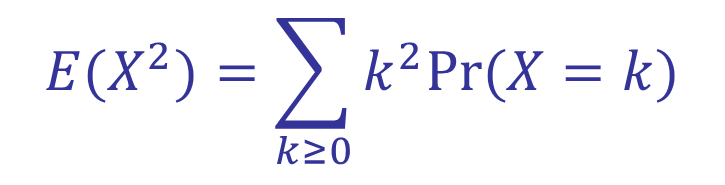 E(X²) = ∑ k² Pr(X = k)
k≥0